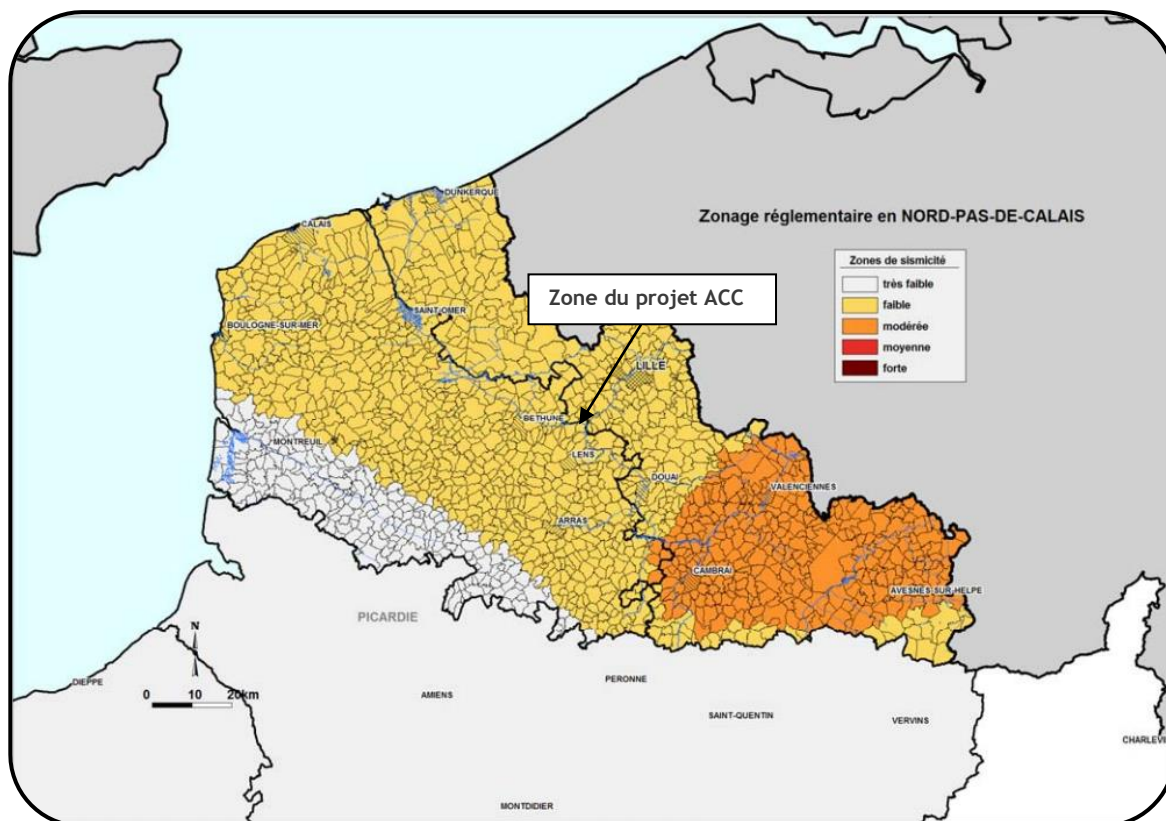 DUNKERQUE
CALAIS
Zonage réglementaire en NORD-PAS-DE-CALAIS
Zones de sismicité
très faible
faible
modérée
moyenne
forte
Zone du projet ACC
SAINT-OMER
BOULOGNE-SUR-MER
LILLE
BETHUNE
MONTREUIL
LENS
DOUAI
VALENCIENNES
ARRAS
CAMBRAI
AVESNES-SUR-HELPE
PICARDIE
N
DIEPPE
0 10 20km
PERONNE
AMIENS
SAINT-QUENTIN
VERVINS
CHARLEVI
MONTDIDIER